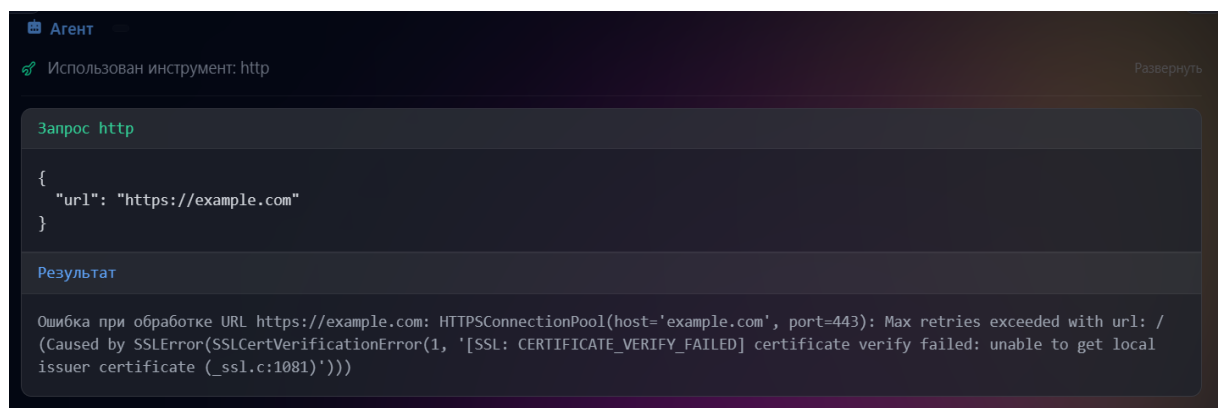 Агент
Использован инструмент: http
Развернуть
Запрос http
{
"url": "https://example.com"
}
Результат
Ошибка при обработке URL https://example.com: HTTPSConnectionPool(host='example.com', port=443): Max retries exceeded with url: /
(Caused by SSLError(SSLCertVerificationError(1, '[SSL: CERTIFICATE_VERIFY_FAILED] certificate verify failed: unable to get local
issuer certificate (_ssl.c:1081)')))